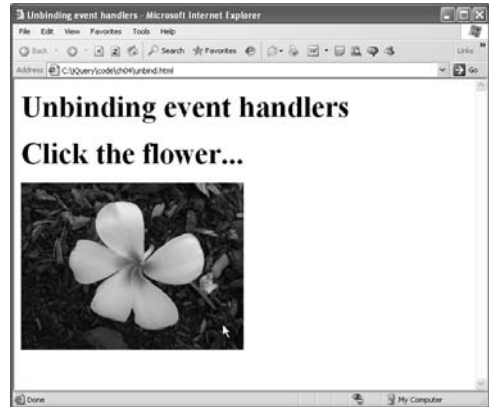 Unbinding event handlers - Microsoft Internet Explorer
File Edit View Favorites Tools Help
Back Search Favorites Links »
Address C:\jQuery\code\ch04\unbind.html Go
Unbinding event handlers
Click the flower...
Done My Computer